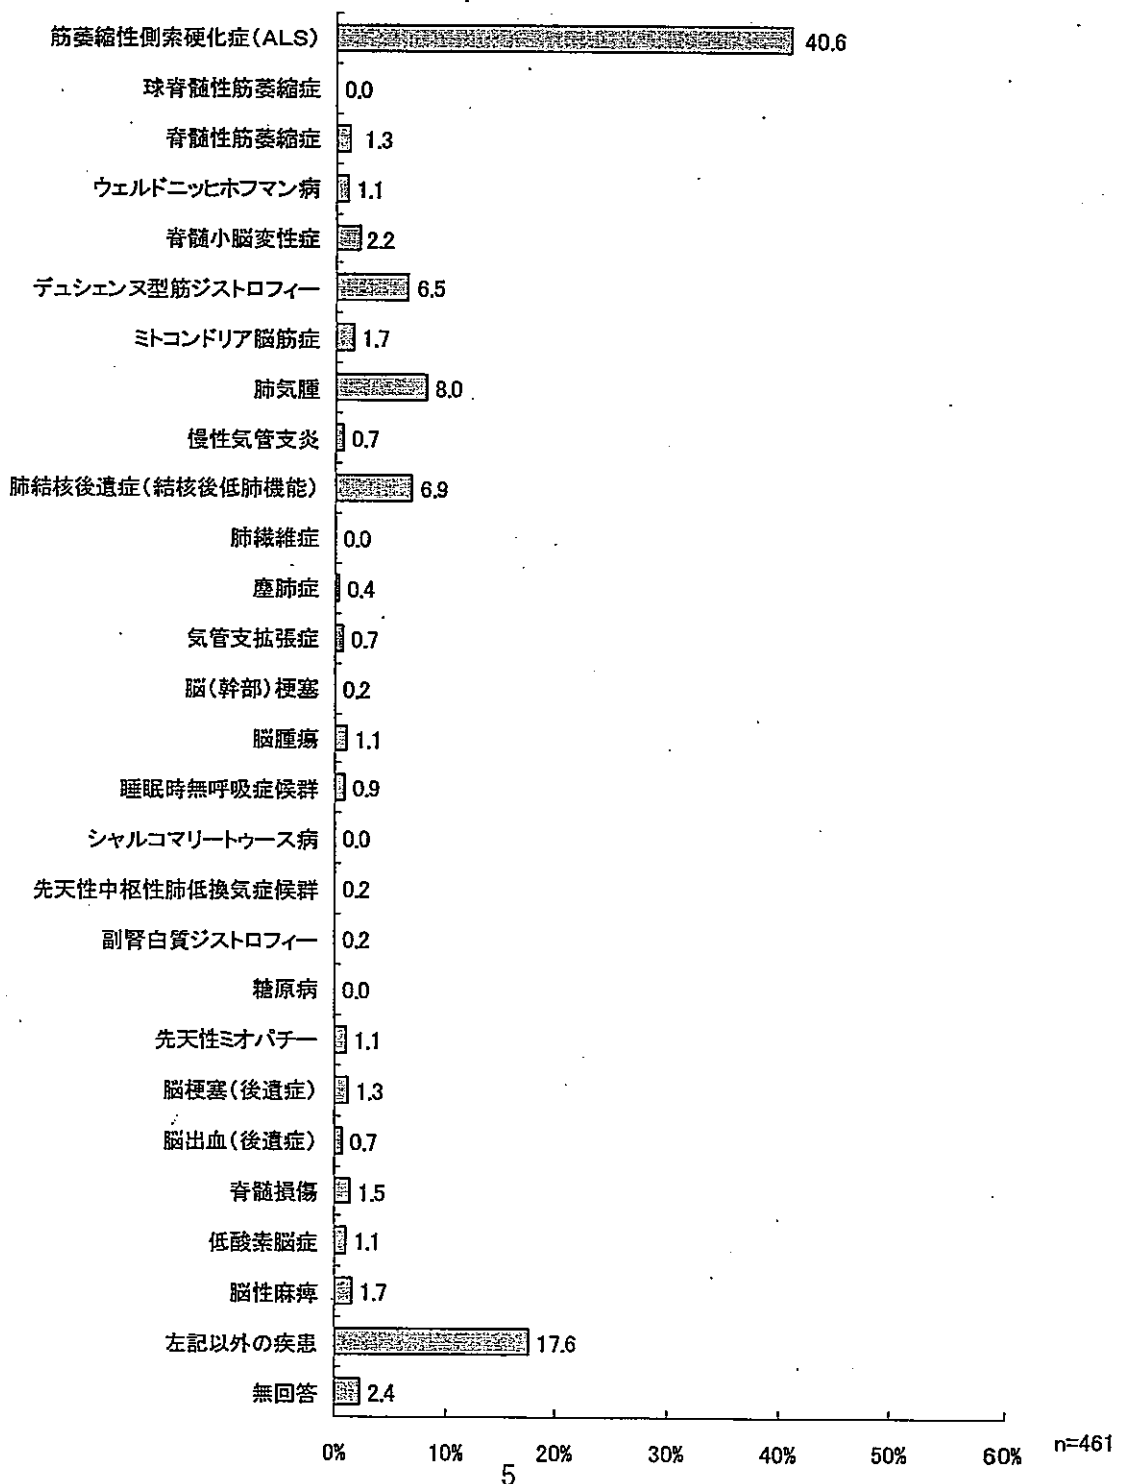 筋萎縮性側索硬化症(ALS) 40.6
球脊髄性筋萎縮症 0.0
脊髄性筋萎縮症 1.3
ウェルドニッヒホフマン病 1.1
脊髄小脳変性症 2.2
デュシェンヌ型筋ジストロフィー 6.5
ミトコンドリア脳筋症 1.7
肺気腫 8.0
慢性気管支炎 0.7
肺結核後遺症(結核後低肺機能) 6.9
肺繊維症 0.0
塵肺症 0.4
気管支拡張症 0.7
脳(幹部)梗塞 0.2
脳腫瘍 1.1
睡眠時無呼吸症候群 0.9
シャルコマリートゥース病 0.0
先天性中枢性肺低換気症候群 0.2
副腎白質ジストロフィー 0.2
糖原病 0.0
先天性ミオパチー 1.1
脳梗塞(後遺症) 1.3
脳出血(後遺症) 0.7
脊髄損傷 1.5
低酸素脳症 1.1
脳性麻痺 1.7
左記以外の疾患 17.6
無回答 2.4
0% 10% 20% 30% 40% 50% 60% n=461
5